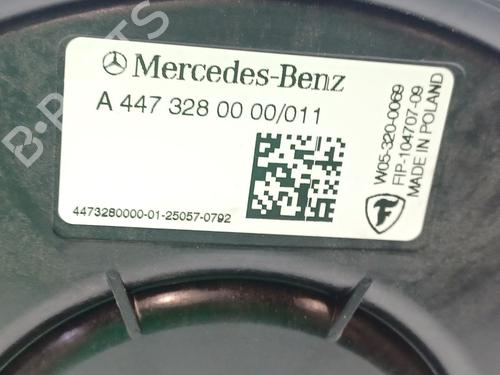 Mercedes-Benz
A 447 328 00 00/011
4473280000-01-25057-0792
W05-320-0069
FIP-104707-09
MADE IN POLAND
B-PARTS